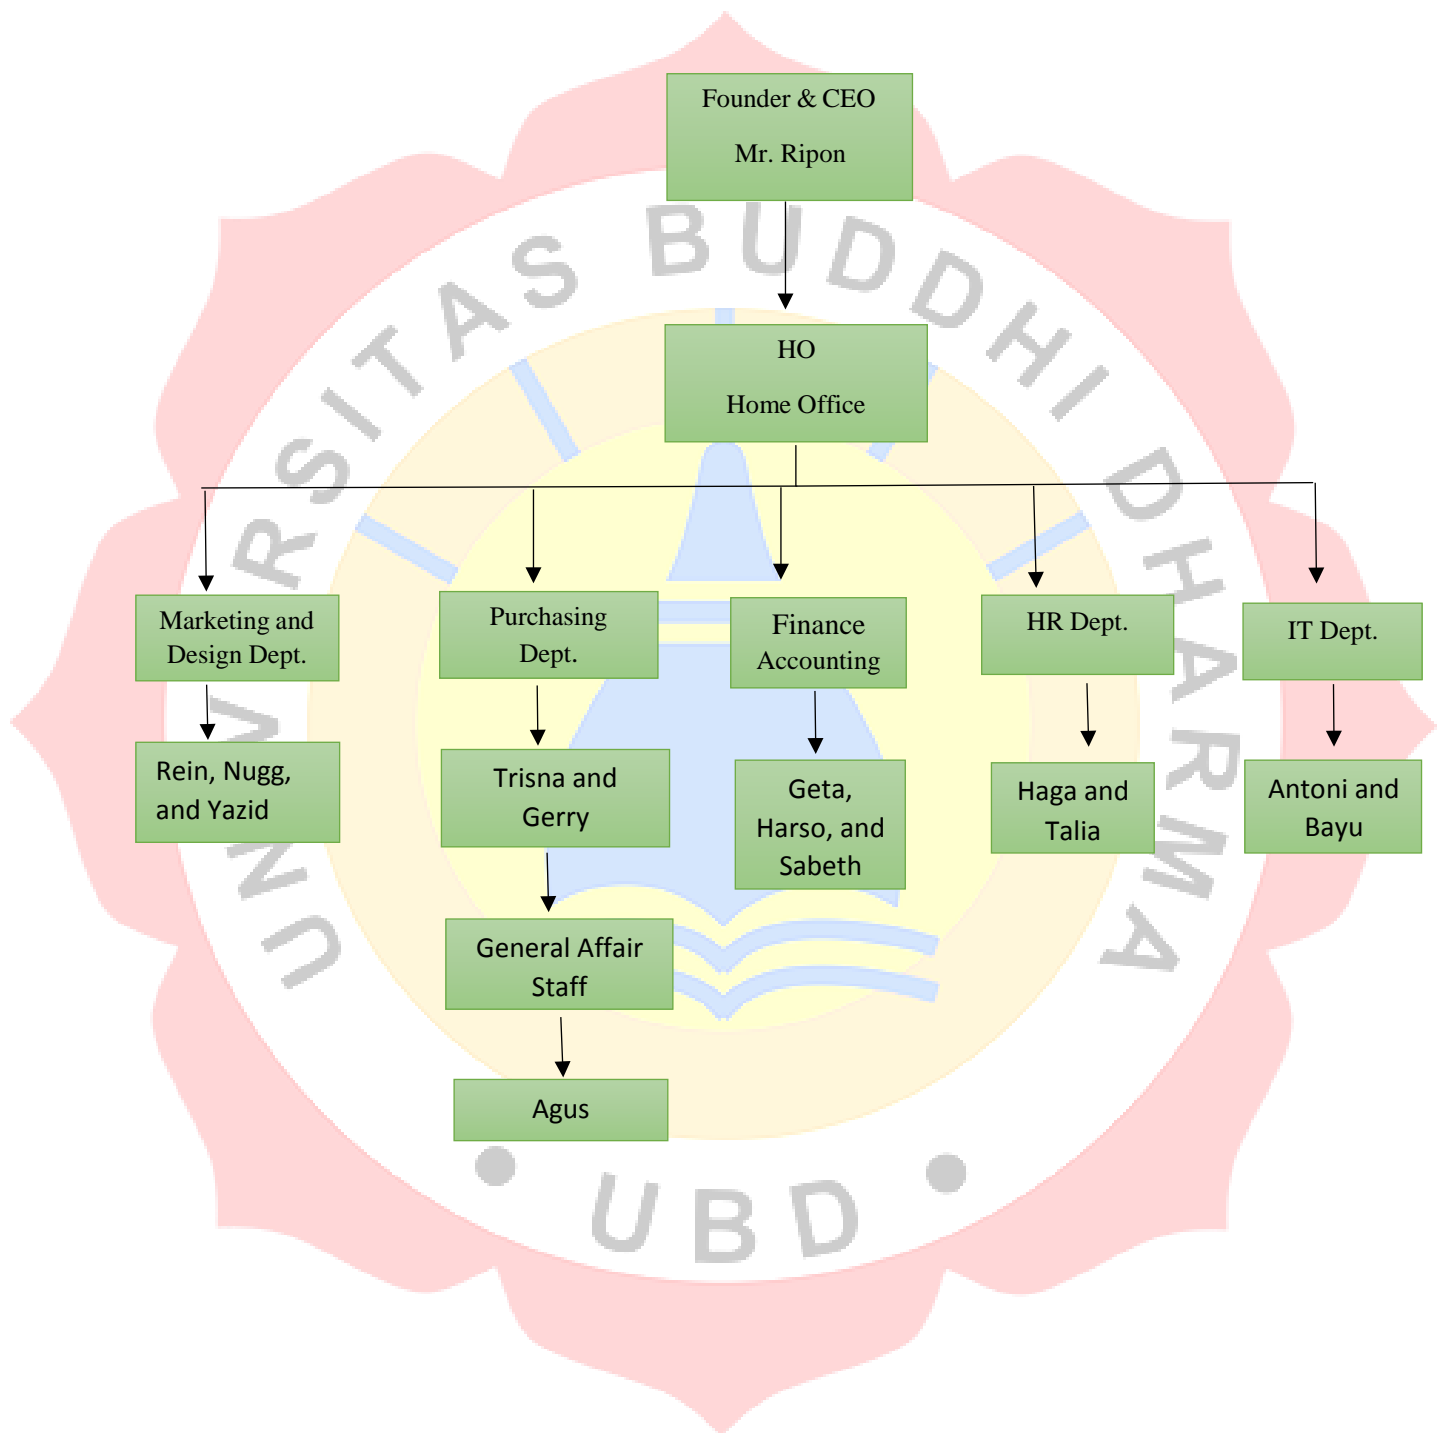 Founder & CEO
Mr. Ripon
HO
Home Office
Marketing and
Design Dept.
Purchasing
Dept.
Finance
Accounting
HR Dept.
IT Dept.
Rein, Nugg,
and Yazid
Trisna and
Gerry
Geta,
Harso, and
Sabeth
Haga and
Talia
Antoni and
Bayu
General Affair
Staff
Agus
UNIVERSITAS BUDDHI DHARMA
• UBD •